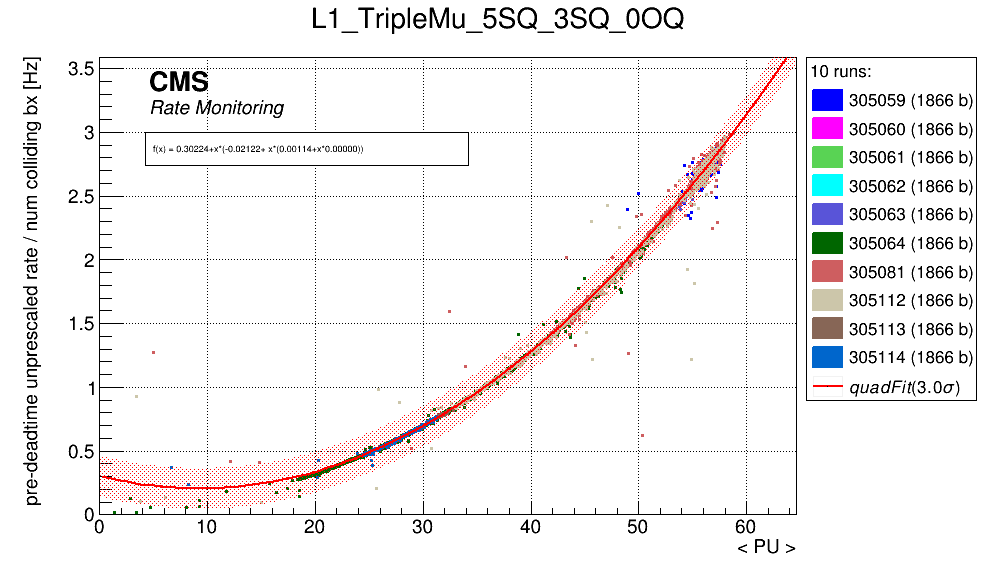 L1_TripleMu_5SQ_3SQ_0OQ
pre-deadtime unprescaled rate / num colliding bx [Hz]
CMS
Rate Monitoring
f(x) = 0.30224+x*(-0.02122+ x*(0.00114+x*0.00000))
3.5
3
2.5
2
1.5
1
0.5
0
0
10
20
30
40
50
60
< PU >
10 runs:
305059 (1866 b)
305060 (1866 b)
305061 (1866 b)
305062 (1866 b)
305063 (1866 b)
305064 (1866 b)
305081 (1866 b)
305112 (1866 b)
305113 (1866 b)
305114 (1866 b)
quadFit(3.0σ)